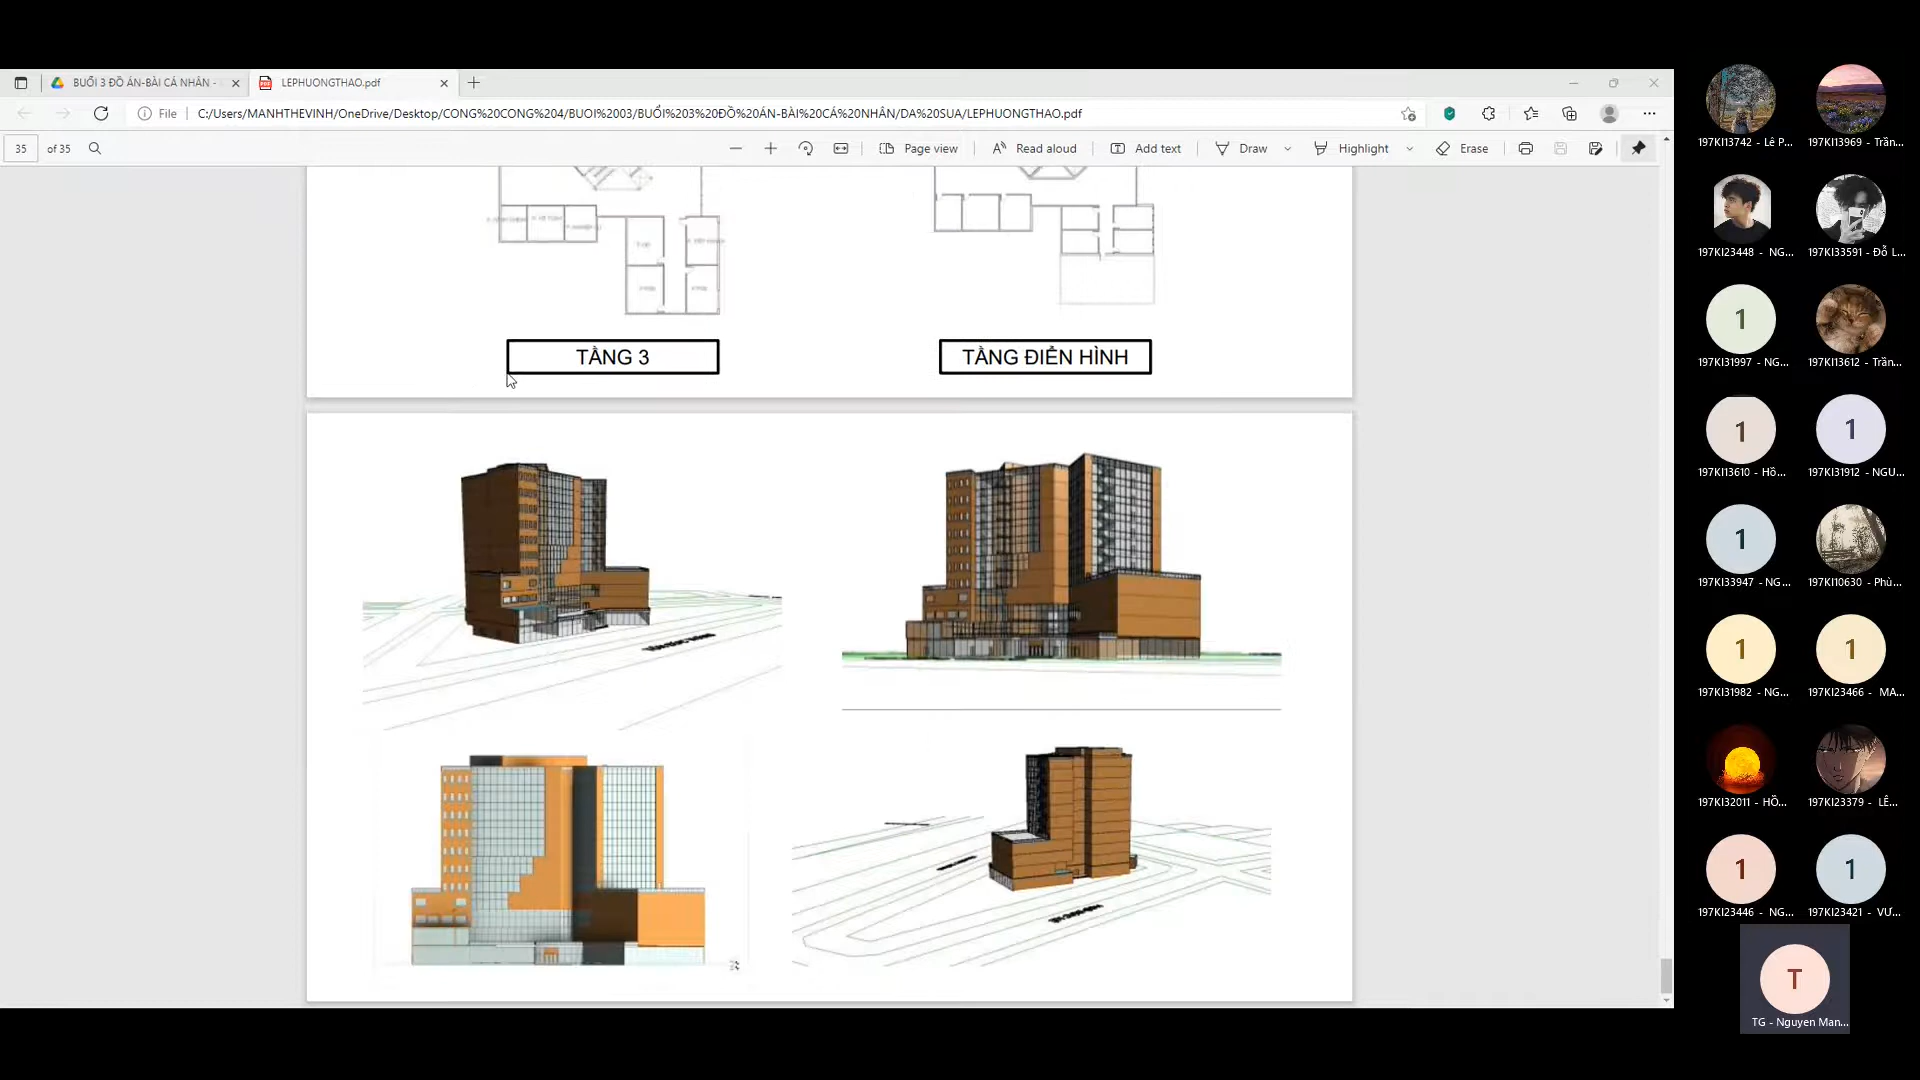 BUỔI 3 ĐỒ ÁN-BÀI CÁ NHÂN -
LEPHUONGTHAO.pdf
File
C:/Users/MANHTHEVINH/OneDrive/Desktop/CONG%20CONG%204/BUOI%2003/BUỔI%203%20ĐỒ%20ÁN-BÀI%20CÁ%20NHÂN/DA%20SUA/LEPHUONGTHAO.pdf
35
of 35
Page view
Read aloud
Add text
Draw
Highlight
Erase
TẦNG 3
TẦNG ĐIỂN HÌNH
197KI13742 - Lê P...
197KI13969 - Trần...
197KI23448 - NG...
197KI33591 - Đỗ L...
1
197KI31997 - NG...
197KI13612 - Trần...
1
197KI13610 - Hồ...
1
197KI31912 - NGU...
1
197KI33947 - NG...
197KI10630 - Phù...
1
197KI31982 - NG...
1
197KI23466 - MA...
197KI32011 - HỒ...
197KI23379 - LÊ...
1
197KI23446 - NG...
1
197KI23421 - VƯ...
T
TG - Nguyen Man...